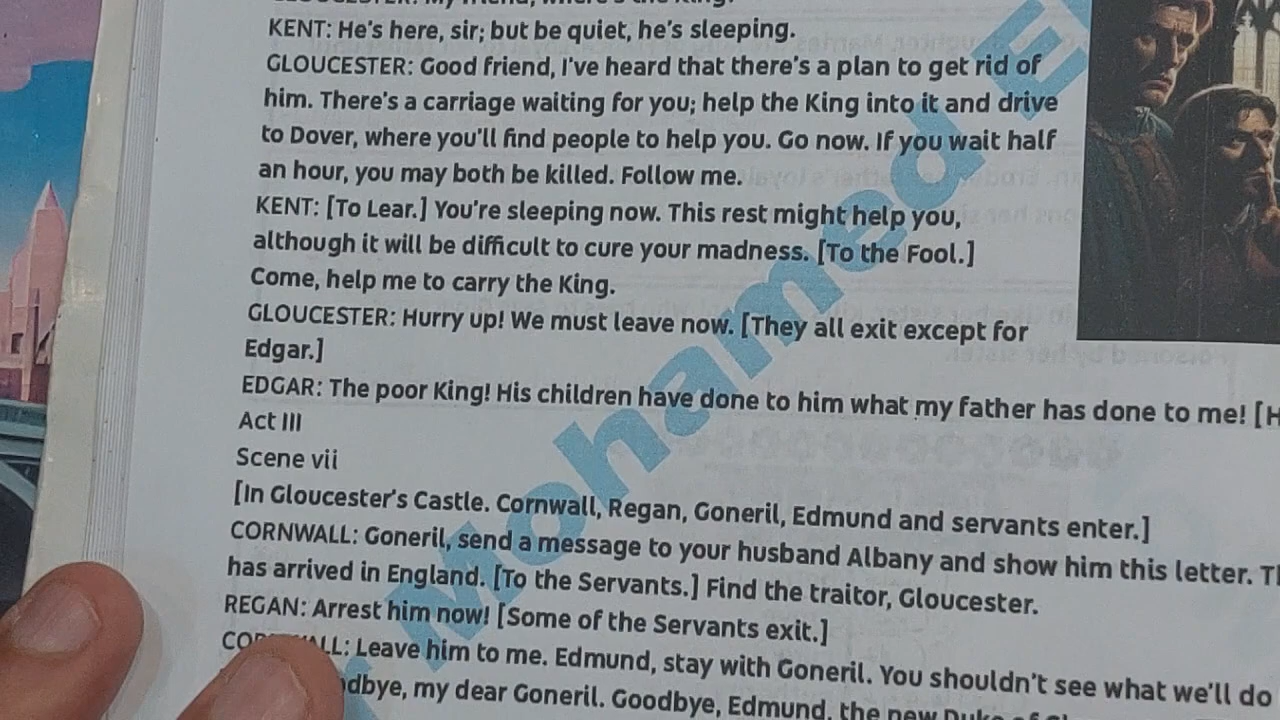 KENT: He's here, sir; but be quiet, he's sleeping.
GLOUCESTER: Good friend, I've heard that there's a plan to get rid of
him. There's a carriage waiting for you; help the King into it and drive
to Dover, where you'll find people to help you. Go now. If you wait half
an hour, you may both be killed. Follow me.
KENT: [To Lear.] You're sleeping now. This rest might help you,
although it will be difficult to cure your madness. [To the Fool.]
Come, help me to carry the King.
GLOUCESTER: Hurry up! We must leave now. [They all exit except for
Edgar.]
EDGAR: The poor King! His children have done to him what my father has done to me! [H
Act III
Scene vii
[In Gloucester's Castle. Cornwall, Regan, Goneril, Edmund and servants enter.]
CORNWALL: Goneril, send a message to your husband Albany and show him this letter.
has arrived in England. [To the Servants.] Find the traitor, Gloucester.
REGAN: Arrest him now! [Some of the Servants exit.]
Leave him to me. Edmund, stay with Goneril. You shouldn't see what we'll do
my dear Goneril. Goodbye, Edmund, the new Duke of
Mohamed